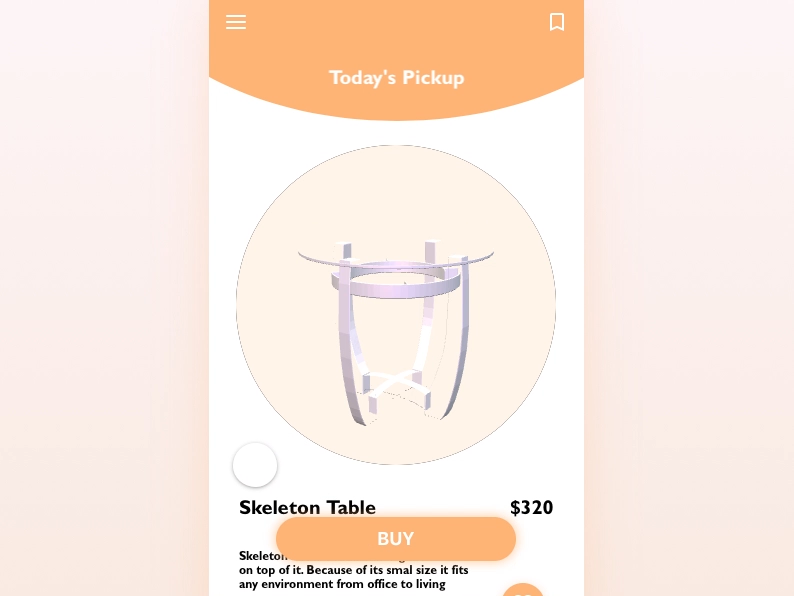 Today's Pickup
Skeleton Table
$320
BUY
Skeleton
on top of it. Because of its smal size it fits
any environment from office to living